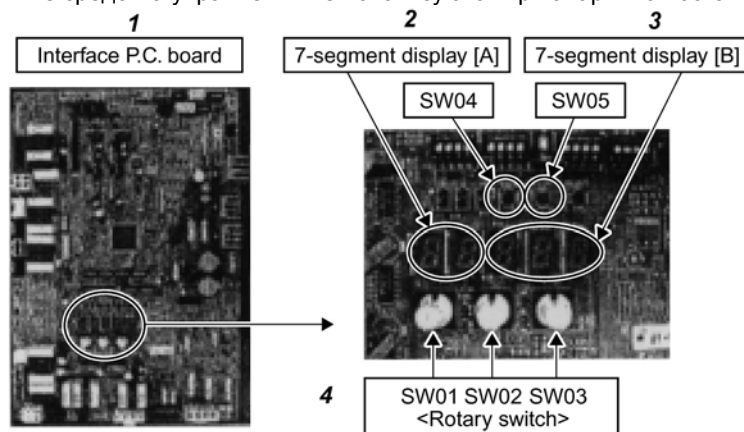 1
Interface P.C. board
2
7-segment display [A]
3
7-segment display [B]
SW04
SW05
4
SW01 SW02 SW03
<Rotary switch>